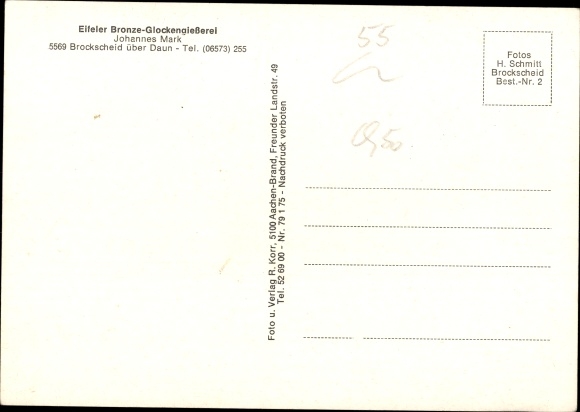 Eifeler Bronze-Glockengießerei
Johannes Mark
5569 Brockscheid über Daun - Tel. (06573) 255
Foto u. Verlag R. Korr, 5100 Aachen-Brand, Freunder Landstr. 49
Tel. 52 69 00 - Nr. 79 1 75 - Nachdruck verboten
55
Fotos
H. Schmitt
Brockscheid
Best.-Nr. 2